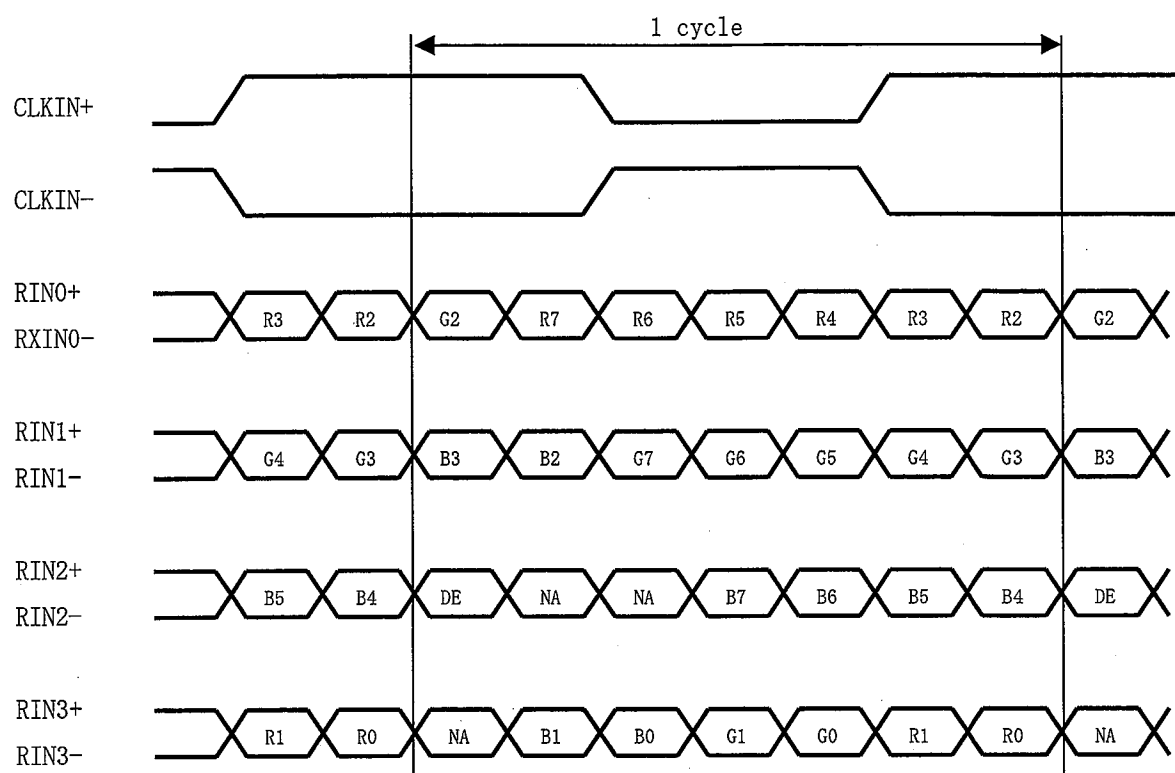 1 cycle
CLKIN+
CLKIN-
RIN0+
R3 R2 G2 R7 R6 R5 R4 R3 R2 G2
RXIN0-
RIN1+
G4 G3 B3 B2 G7 G6 G5 G4 G3 B3
RIN1-
RIN2+
B5 B4 DE NA NA B7 B6 B5 B4 DE
RIN2-
RIN3+
R1 R0 NA B1 B0 G1 G0 R1 R0 NA
RIN3-